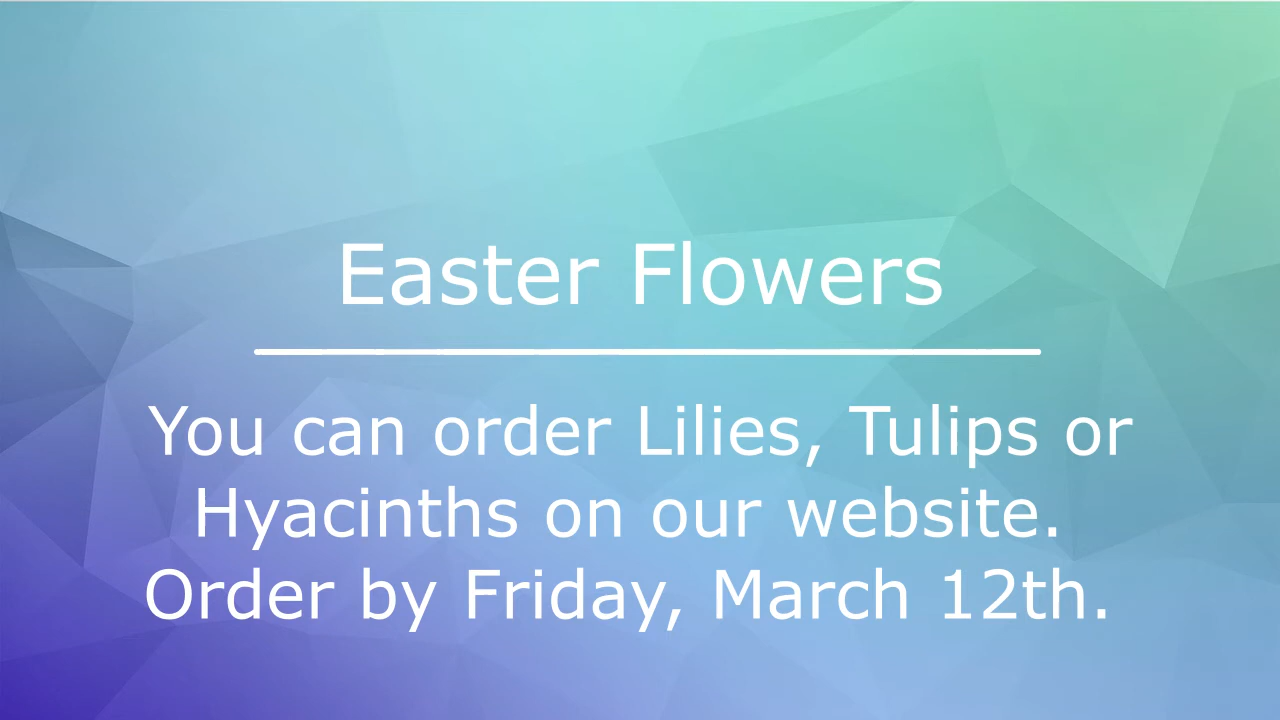 Easter Flowers
You can order Lilies, Tulips or
Hyacinths on our website.
Order by Friday, March 12th.